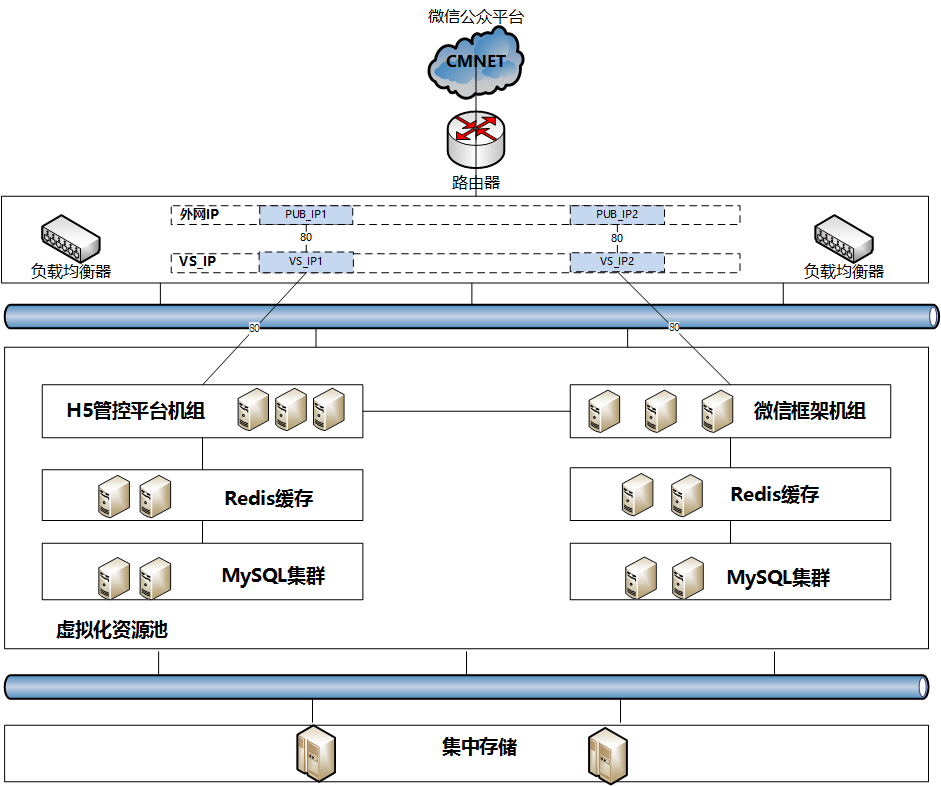 微信公众平台
CMNET
路由器
外网IP
PUB_IP1
PUB_IP2
80
80
VS_IP
VS_IP1
VS_IP2
负载均衡器
负载均衡器
80
80
H5管控平台机组
微信框架机组
Redis缓存
Redis缓存
MySQL集群
MySQL集群
虚拟化资源池
集中存储